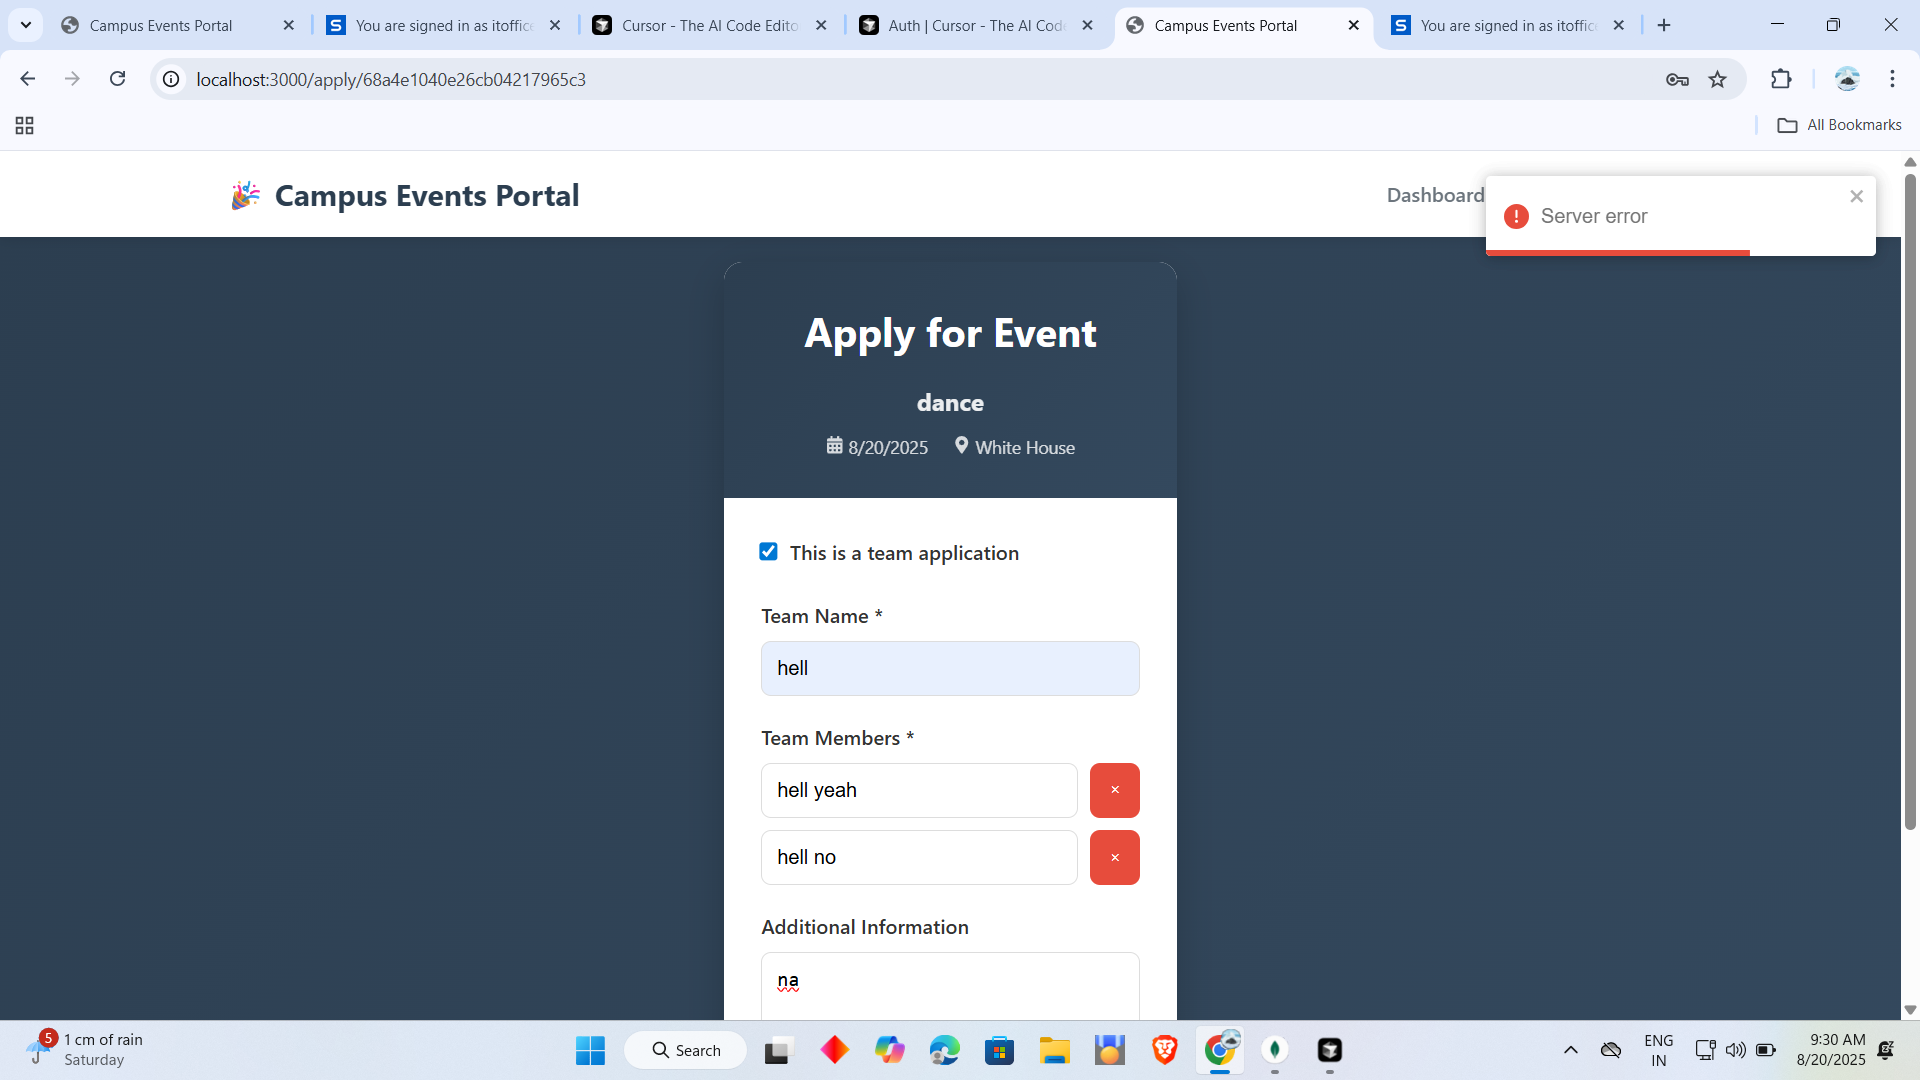 Campus Events Portal
You are signed in as itoffice
Cursor - The AI Code Edito
Auth | Cursor - The AI Code
Campus Events Portal
You are signed in as itoffic
localhost:3000/apply/68a4e1040e26cb04217965c3
All Bookmarks
🎉 Campus Events Portal
Dashboard
Server error
Apply for Event
dance
8/20/2025
White House
This is a team application
Team Name *
hell
Team Members *
hell yeah
×
hell no
×
Additional Information
na
5
1 cm of rain
Saturday
Search
ENG
IN
9:30 AM
8/20/2025